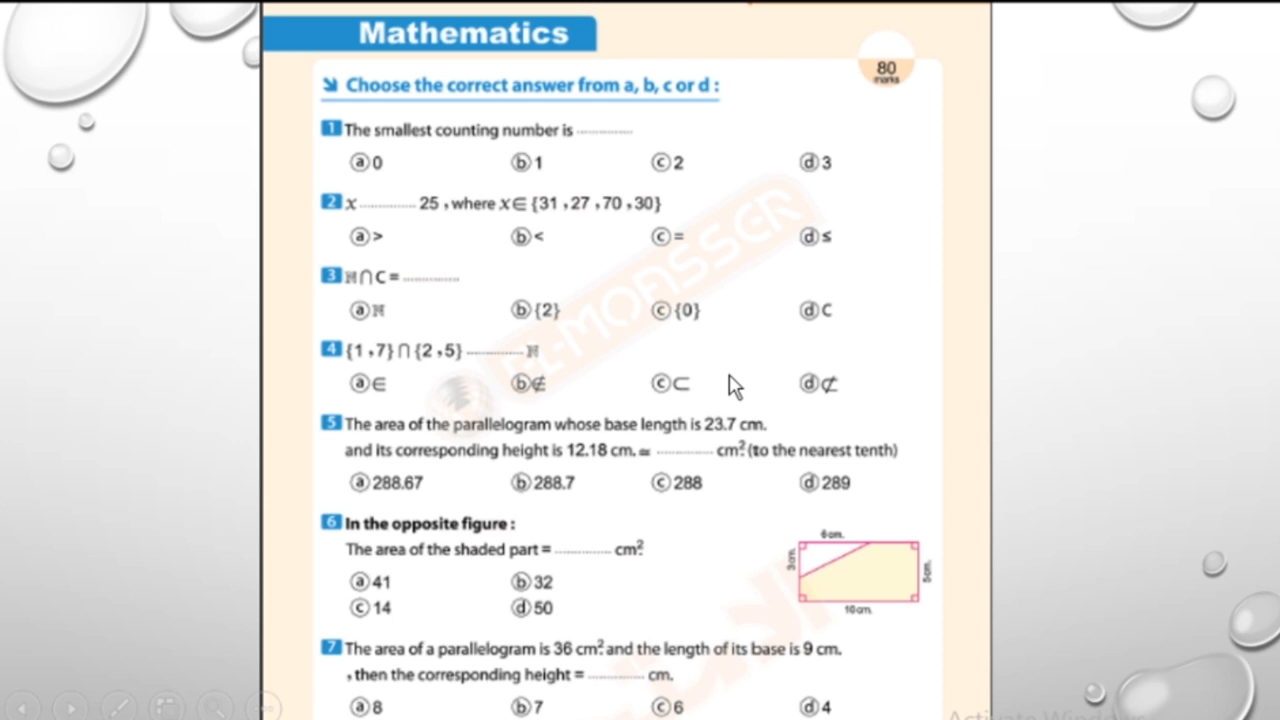 Mathematics
80
marks
Choose the correct answer from a, b, c or d :
1 The smallest counting number is ..............
ⓐ 0 ⓑ 1 ⓒ 2 ⓓ 3
2 x .............. 25 , where x ∈ {31 , 27 , 70 , 30}
ⓐ > ⓑ < ⓒ = ⓓ ≤
3 ℕ ∩ C = ..............
ⓐ ℕ ⓑ {2} ⓒ {0} ⓓ C
4 {1 , 7} ∩ {2 , 5} .............. ℕ
ⓐ ∈ ⓑ ∉ ⓒ ⊂ ⓓ ⊄
5 The area of the parallelogram whose base length is 23.7 cm.
and its corresponding height is 12.18 cm. ≃ .............. cm² (to the nearest tenth)
ⓐ 288.67 ⓑ 288.7 ⓒ 288 ⓓ 289
6 In the opposite figure :
The area of the shaded part = .............. cm²
ⓐ 41 ⓑ 32
ⓒ 14 ⓓ 50
6 cm.
3 cm.
5 cm.
10 cm.
7 The area of a parallelogram is 36 cm² and the length of its base is 9 cm.
, then the corresponding height = .............. cm.
ⓐ 8 ⓑ 7 ⓒ 6 ⓓ 4
EL-MOASSER